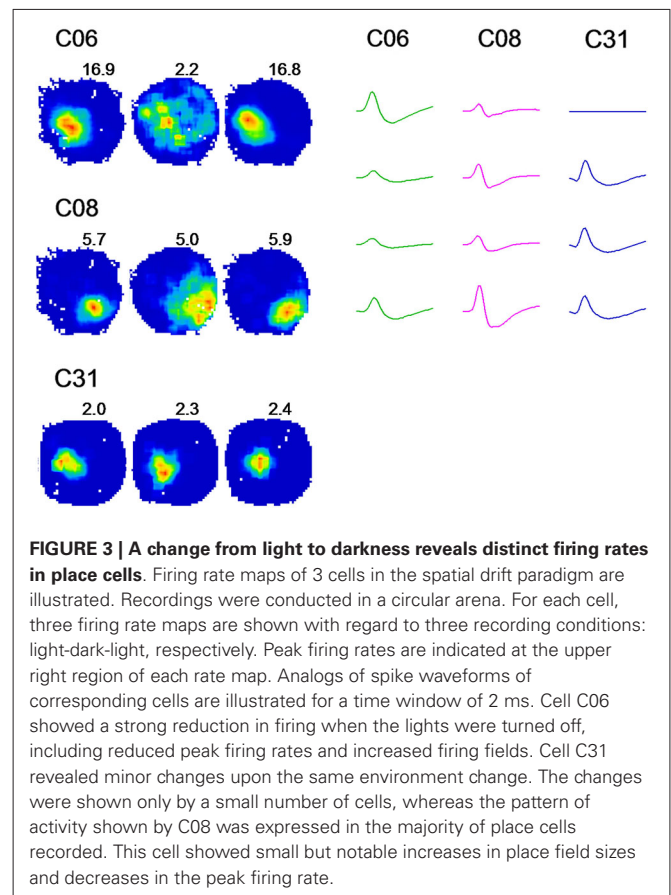 C06
C06 C08 C31
16.9 2.2 16.8
C08
5.7 5.0 5.9
C31
2.0 2.3 2.4
FIGURE 3 | A change from light to darkness reveals distinct firing rates
in place cells. Firing rate maps of 3 cells in the spatial drift paradigm are
illustrated. Recordings were conducted in a circular arena. For each cell,
three firing rate maps are shown with regard to three recording conditions:
light-dark-light, respectively. Peak firing rates are indicated at the upper
right region of each rate map. Analogs of spike waveforms of
corresponding cells are illustrated for a time window of 2 ms. Cell C06
showed a strong reduction in firing when the lights were turned off,
including reduced peak firing rates and increased firing fields. Cell C31
revealed minor changes upon the same environment change. The changes
were shown only by a small number of cells, whereas the pattern of
activity shown by C08 was expressed in the majority of place cells
recorded. This cell showed small but notable increases in place field sizes
and decreases in the peak firing rate.